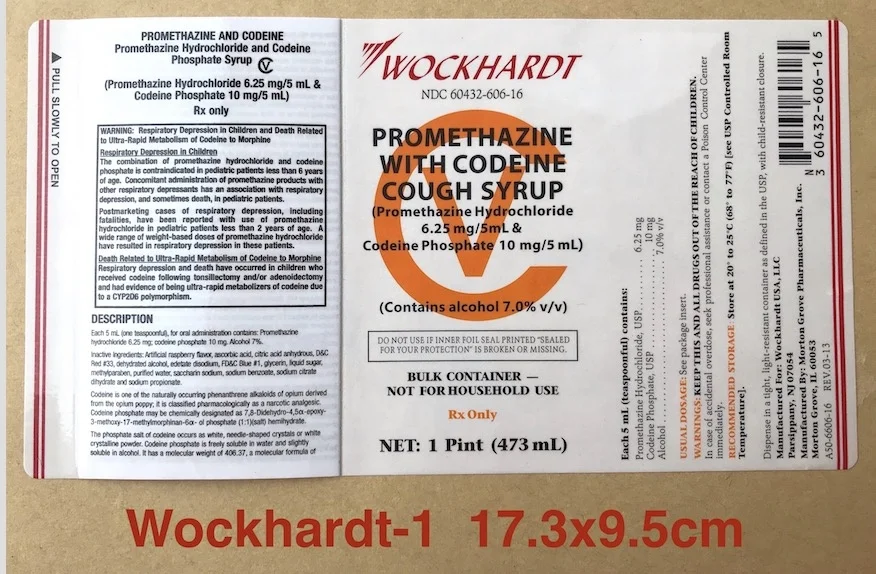 ▲ PULL SLOWLY TO OPEN
PROMETHAZINE AND CODEINE
Promethazine Hydrochloride and Codeine
Phosphate Syrup CV
(Promethazine Hydrochloride 6.25 mg/5 mL &
Codeine Phosphate 10 mg/5 mL)
Rx only
WARNING: Respiratory Depression in Children and Death Related
to Ultra-Rapid Metabolism of Codeine to Morphine
Respiratory Depression in Children
The combination of promethazine hydrochloride and codeine
phosphate is contraindicated in pediatric patients less than 6 years
of age. Concomitant administration of promethazine products with
other respiratory depressants has an association with respiratory
depression, and sometimes death, in pediatric patients.
Postmarketing cases of respiratory depression, including
fatalities, have been reported with use of promethazine
hydrochloride in pediatric patients less than 2 years of age. A
wide range of weight-based doses of promethazine hydrochloride
have resulted in respiratory depression in these patients.
Death Related to Ultra-Rapid Metabolism of Codeine to Morphine
Respiratory depression and death have occurred in children who
received codeine following tonsillectomy and/or adenoidectomy
and had evidence of being ultra-rapid metabolizers of codeine due
to a CYP2D6 polymorphism.
DESCRIPTION
Each 5 mL (one teaspoonful), for oral administration contains: Promethazine
hydrochloride 6.25 mg; codeine phosphate 10 mg. Alcohol 7%.
Inactive ingredients: Artificial raspberry flavor, ascorbic acid, citric acid anhydrous, D&C
Red #33, dehydrated alcohol, edetate disodium, FD&C Blue #1, glycerin, liquid sugar,
methylparaben, purified water, saccharin sodium, sodium benzoate, sodium citrate
dihydrate and sodium propionate.
Codeine is one of the naturally occurring phenanthrene alkaloids of opium derived
from the opium poppy; it is classified pharmacologically as a narcotic analgesic.
Codeine phosphate may be chemically designated as 7,8-Didehydro-4,5α-epoxy-
3-methoxy-17-methylmorphinan-6α- ol phosphate (1:1)(salt) hemihydrate.
The phosphate salt of codeine occurs as white, needle-shaped crystals or white
crystalline powder. Codeine phosphate is freely soluble in water and slightly
soluble in alcohol. It has a molecular weight of 406.37, a molecular formula of
WOCKHARDT
NDC 60432-606-16
PROMETHAZINE
WITH CODEINE
COUGH SYRUP
(Promethazine Hydrochloride
6.25 mg/5mL &
Codeine Phosphate 10 mg/5 mL)
CV
(Contains alcohol 7.0% v/v)
DO NOT USE IF INNER FOIL SEAL PRINTED "SEALED
FOR YOUR PROTECTION" IS BROKEN OR MISSING.
BULK CONTAINER —
NOT FOR HOUSEHOLD USE
Rx Only
NET: 1 Pint (473 mL)
Each 5 mL (teaspoonful) contains:
Promethazine Hydrochloride, USP........ 6.25 mg
Codeine Phosphate, USP ........ 10 mg
Alcohol ........ 7.0% v/v
USUAL DOSAGE: See package insert.
WARNINGS: KEEP THIS AND ALL DRUGS OUT OF THE REACH OF CHILDREN.
In case of accidental overdose, seek professional assistance or contact a Poison Control Center
immediately.
RECOMMENDED STORAGE: Store at 20° to 25°C (68° to 77°F) [see USP Controlled Room
Temperature].
Dispense in a tight, light-resistant container as defined in the USP, with child-resistant closure.
Manufactured For: Wockhardt USA, LLC
Parsippany, NJ 07054
Manufactured By: Morton Grove Pharmaceuticals, Inc.
Morton Grove, IL 60053
A50-6606-16 REV.03-13
N
3 60432-606-16 5
Wockhardt-1 17.3x9.5cm